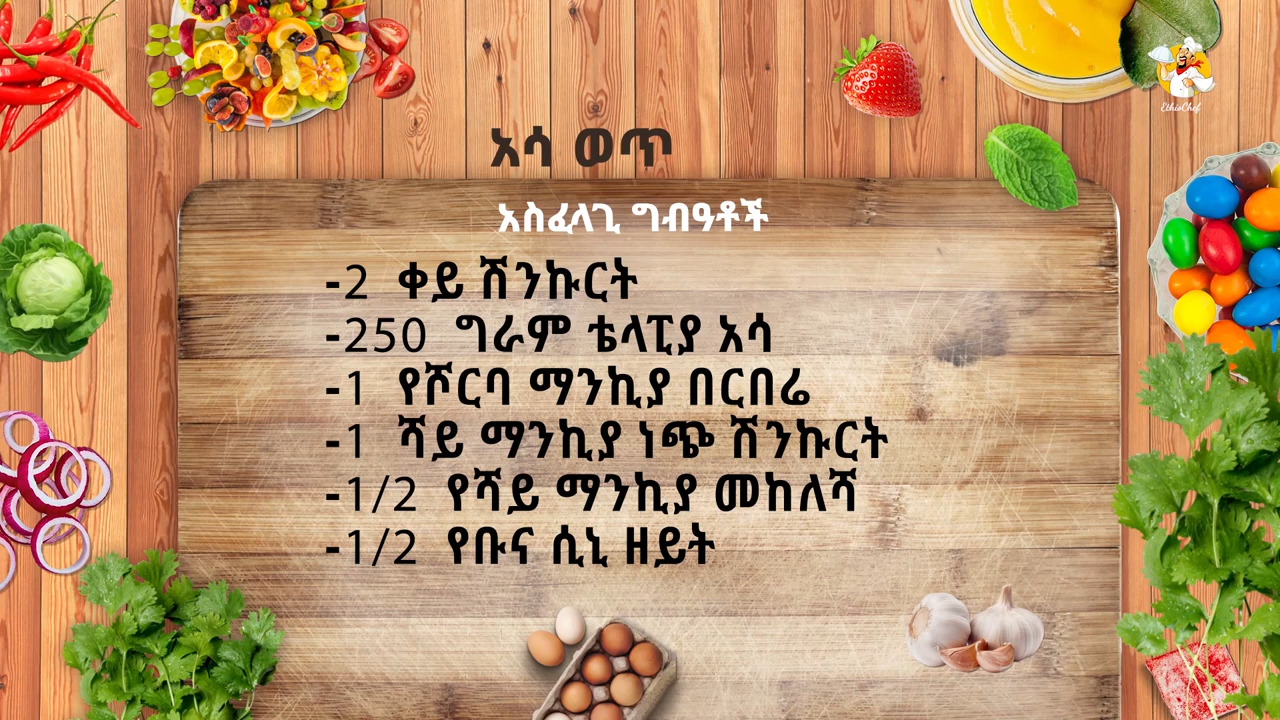 EthioChef
አሳ ወጥ
አስፈላጊ ግብዓቶች
-2 ቀይ ሽንኩርት
-250 ግራም ቴላፒያ አሳ
-1 የሾርባ ማንኪያ በርበሬ
-1 ሻይ ማንኪያ ነጭ ሽንኩርት
-1/2 የሻይ ማንኪያ መከለሻ
-1/2 የቡና ሲኒ ዘይት